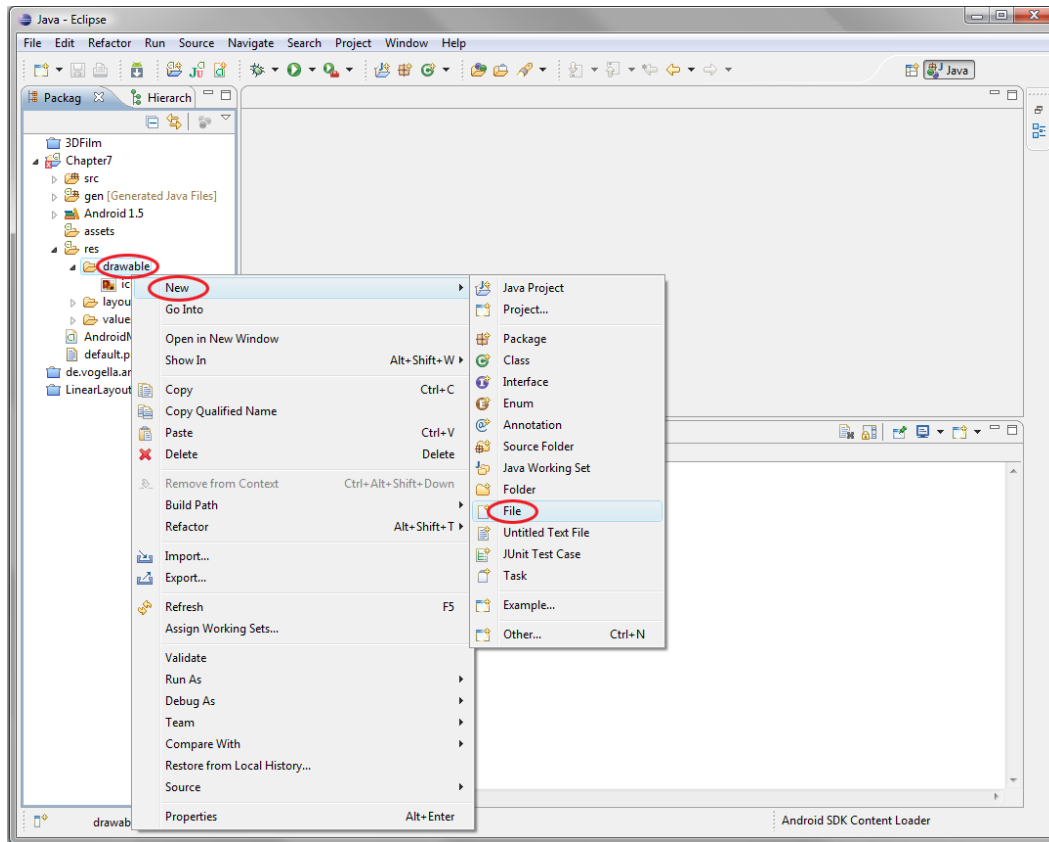 Java - Eclipse
File Edit Refactor Run Source Navigate Search Project Window Help
Java
Packag Hierarch
3DFilm
Chapter7
src
gen [Generated Java Files]
Android 1.5
assets
res
drawable
ic
layou
value
AndroidM
default.p
de.vogella.ar
LinearLayout
New
Go Into
Open in New Window
Show In Alt+Shift+W
Copy Ctrl+C
Copy Qualified Name
Paste Ctrl+V
Delete Delete
Remove from Context Ctrl+Alt+Shift+Down
Build Path
Refactor Alt+Shift+T
Import...
Export...
Refresh F5
Assign Working Sets...
Validate
Run As
Debug As
Team
Compare With
Restore from Local History...
Source
Properties Alt+Enter
Java Project
Project...
Package
Class
Interface
Enum
Annotation
Source Folder
Java Working Set
Folder
File
Untitled Text File
JUnit Test Case
Task
Example...
Other... Ctrl+N
drawab
Android SDK Content Loader